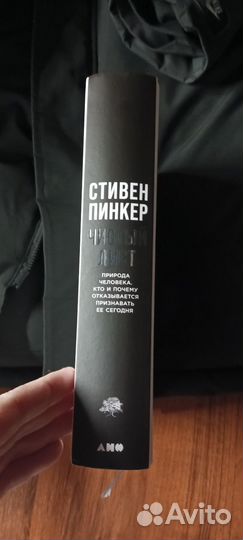 СТИВЕН
ПИНКЕР
ЧИСТЫЙ
ЛИСТ
ПРИРОДА
ЧЕЛОВЕКА.
КТО И ПОЧЕМУ
ОТКАЗЫВАЕТСЯ
ПРИЗНАВАТЬ
ЕЕ СЕГОДНЯ
Avito